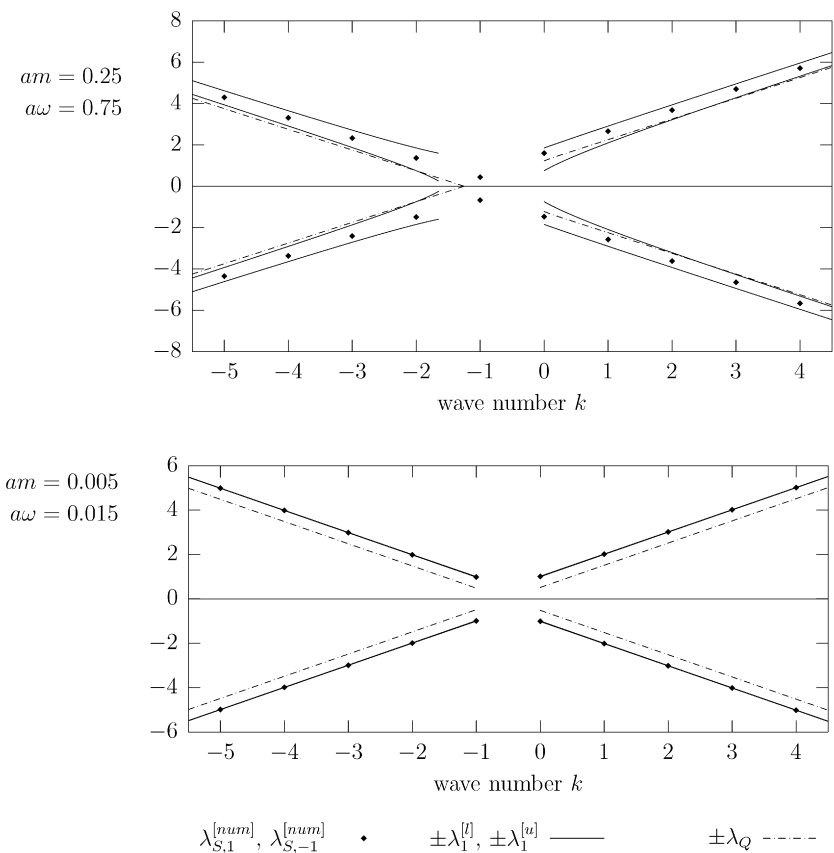 8
6
4
2
0
−2
−4
−6
−8
am = 0.25
aω = 0.75
−5 −4 −3 −2 −1 0 1 2 3 4
wave number k
6
4
2
0
−2
−4
−6
am = 0.005
aω = 0.015
−5 −4 −3 −2 −1 0 1 2 3 4
wave number k
λ_{S,1}^{[num]}, λ_{S,−1}^{[num]} ±λ_1^{[l]}, ±λ_1^{[u]} ±λ_Q